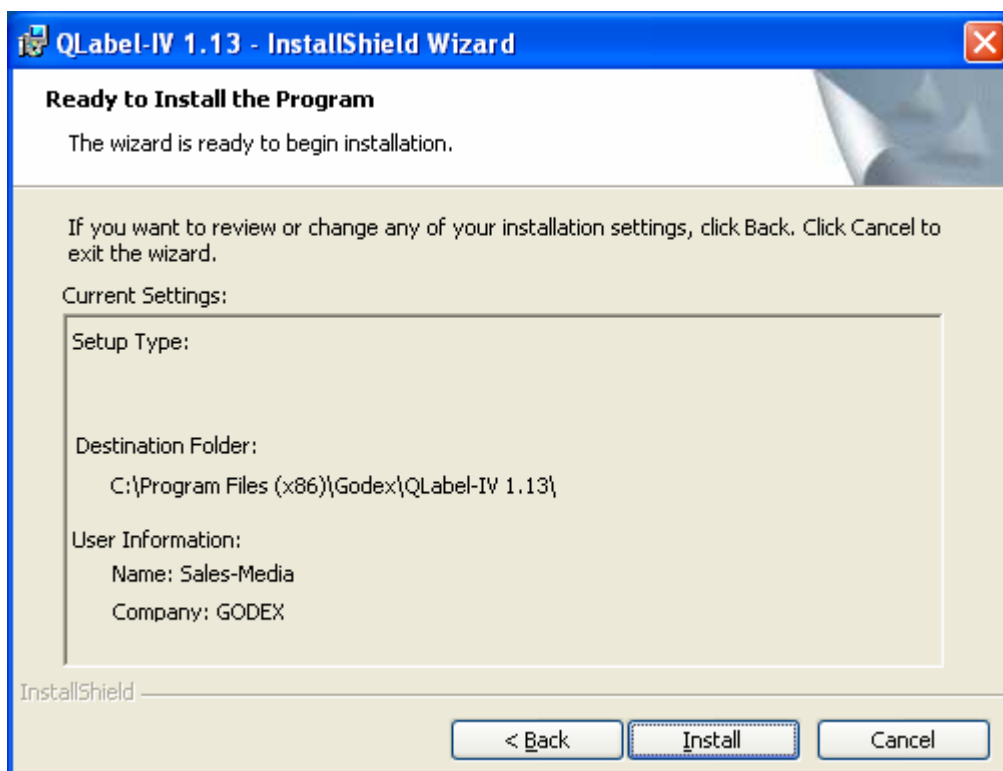 QLabel-IV 1.13 - InstallShield Wizard
Ready to Install the Program
The wizard is ready to begin installation.
If you want to review or change any of your installation settings, click Back. Click Cancel to
exit the wizard.
Current Settings:
Setup Type:
Destination Folder:
C:\Program Files (x86)\Godex\QLabel-IV 1.13\
User Information:
Name: Sales-Media
Company: GODEX
InstallShield
< Back
Install
Cancel